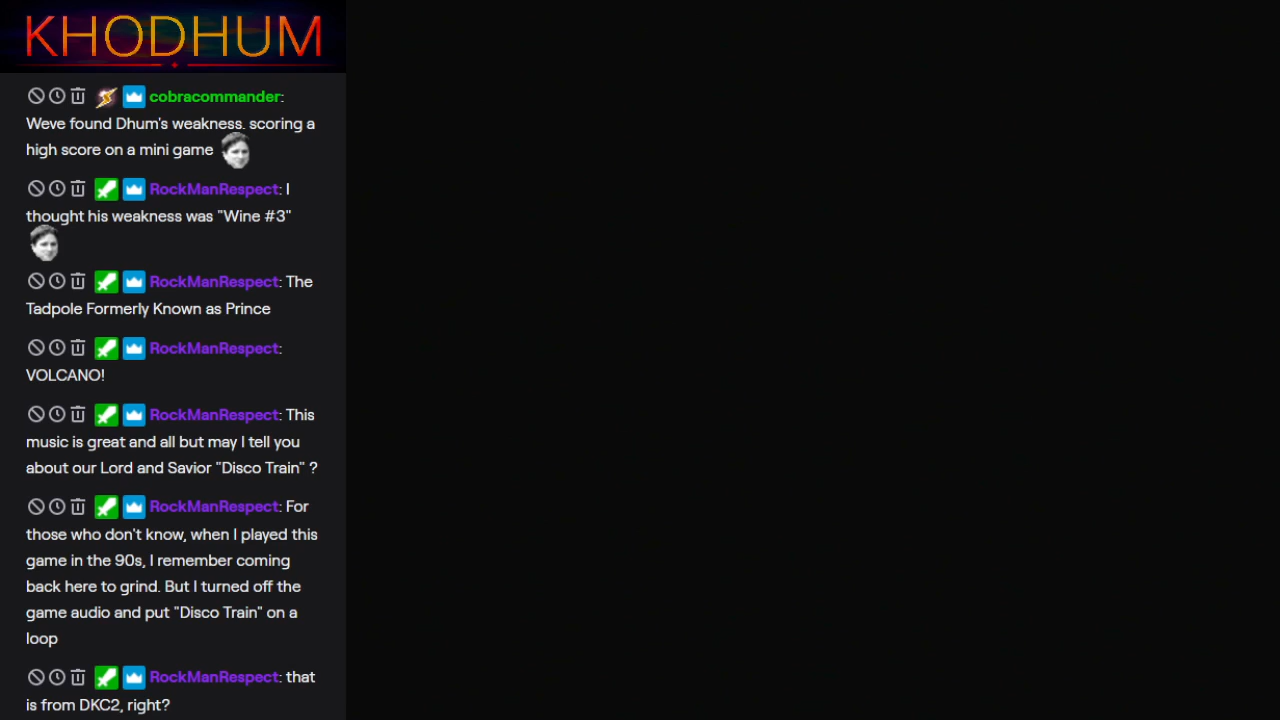 KHODHUM
cobracommander:
Weve found Dhum's weakness. scoring a
high score on a mini game
RockManRespect: I
thought his weakness was "Wine #3"
RockManRespect: The
Tadpole Formerly Known as Prince
RockManRespect:
VOLCANO!
RockManRespect: This
music is great and all but may I tell you
about our Lord and Savior "Disco Train" ?
RockManRespect: For
those who don't know, when I played this
game in the 90s, I remember coming
back here to grind. But I turned off the
game audio and put "Disco Train" on a
loop
RockManRespect: that
is from DKC2, right?